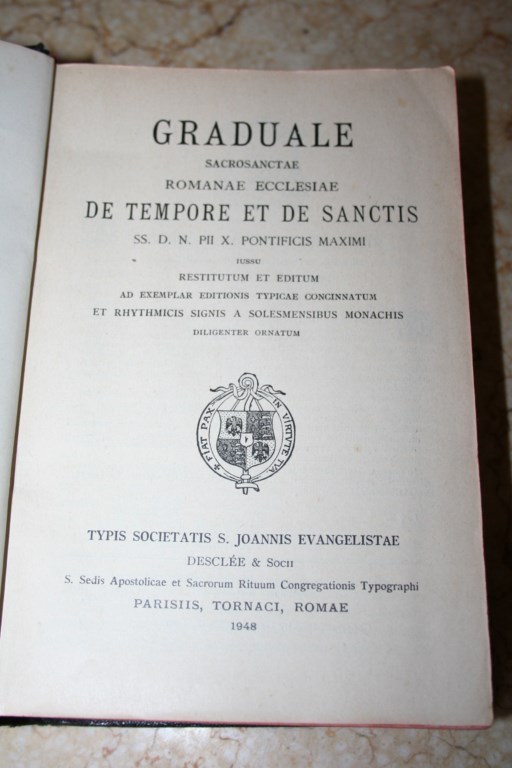 GRADUALE
SACROSANCTAE
ROMANAE ECCLESIAE
DE TEMPORE ET DE SANCTIS
SS. D. N. PII X. PONTIFICIS MAXIMI
IUSSU
RESTITUTUM ET EDITUM
AD EXEMPLAR EDITIONIS TYPICAE CONCINNATUM
ET RHYTHMICIS SIGNIS A SOLESMENSIBUS MONACHIS
DILIGENTER ORNATUM
✠ FIAT PAX IN VIRTVTE TVA
TYPIS SOCIETATIS S. JOANNIS EVANGELISTAE
DESCLÉE & SOCII
S. Sedis Apostolicae et Sacrorum Rituum Congregationis Typographi
PARISIIS, TORNACI, ROMAE
1948